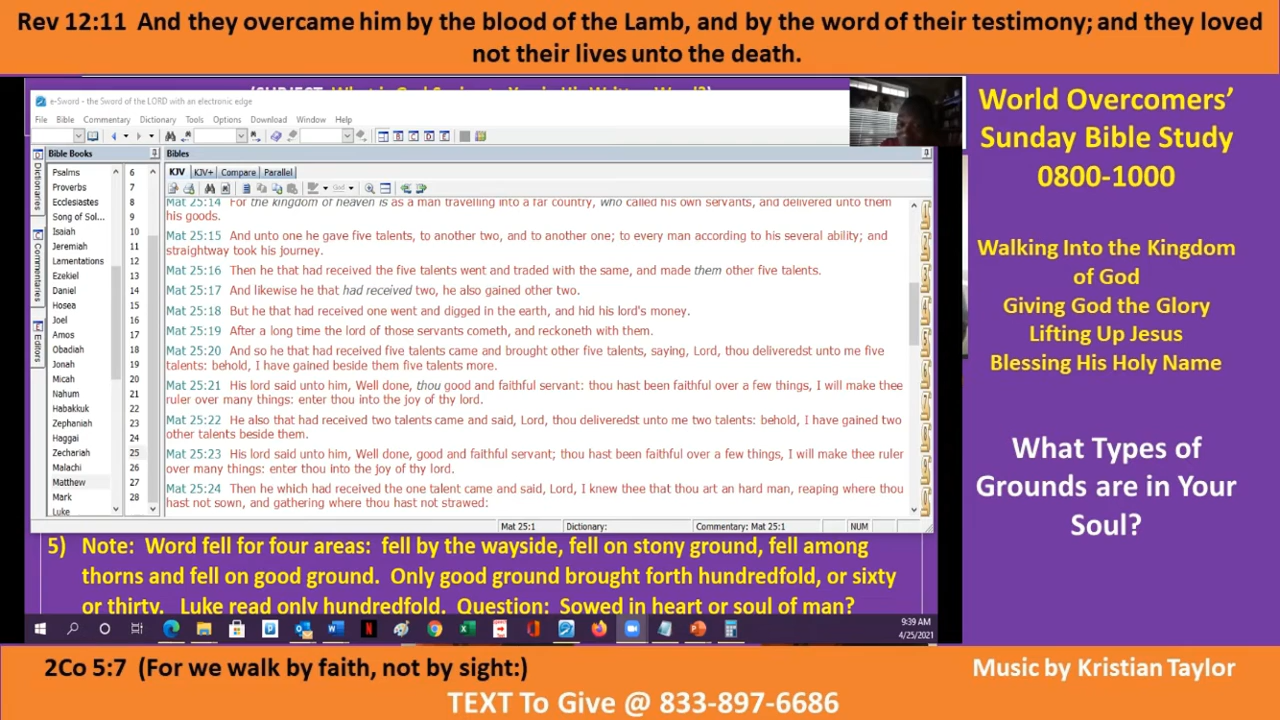 Rev 12:11 And they overcame him by the blood of the Lamb, and by the word of their testimony; and they loved
not their lives unto the death.
e-Sword - the Sword of the LORD with an electronic edge
File Bible Commentary Dictionary Tools Options Download Window Help
Bible Books
Bibles
KJV KJV+ Compare Parallel
Dictionaries
Commentaries
Editors
Psalms 6
Proverbs 7
Ecclesiastes 8
Song of Sol... 9
Isaiah 10
Jeremiah 11
Lamentations 12
Ezekiel 13
Daniel 14
Hosea 15
Joel 16
Amos 17
Obadiah 18
Jonah 19
Micah 20
Nahum 21
Habakkuk 22
Zephaniah 23
Haggai 24
Zechariah 25
Malachi 26
Matthew 27
Mark 28
Luke
Mat 25:14 For the kingdom of heaven is as a man travelling into a far country, who called his own servants, and delivered unto them
his goods.
Mat 25:15 And unto one he gave five talents, to another two, and to another one; to every man according to his several ability; and
straightway took his journey.
Mat 25:16 Then he that had received the five talents went and traded with the same, and made them other five talents.
Mat 25:17 And likewise he that had received two, he also gained other two.
Mat 25:18 But he that had received one went and digged in the earth, and hid his lord's money.
Mat 25:19 After a long time the lord of those servants cometh, and reckoneth with them.
Mat 25:20 And so he that had received five talents came and brought other five talents, saying, Lord, thou deliveredst unto me five
talents: behold, I have gained beside them five talents more.
Mat 25:21 His lord said unto him, Well done, thou good and faithful servant: thou hast been faithful over a few things, I will make thee
ruler over many things: enter thou into the joy of thy lord.
Mat 25:22 He also that had received two talents came and said, Lord, thou deliveredst unto me two talents: behold, I have gained two
other talents beside them.
Mat 25:23 His lord said unto him, Well done, good and faithful servant; thou hast been faithful over a few things, I will make thee ruler
over many things: enter thou into the joy of thy lord.
Mat 25:24 Then he which had received the one talent came and said, Lord, I knew thee that thou art an hard man, reaping where thou
hast not sown, and gathering where thou hast not strawed:
Mat 25:1 Dictionary: Commentary: Mat 25:1 NUM
5) Note: Word fell for four areas: fell by the wayside, fell on stony ground, fell among
thorns and fell on good ground. Only good ground brought forth hundredfold, or sixty
or thirty. Luke read only hundredfold. Question: Sowed in heart or soul of man?
9:39 AM
4/25/2021
World Overcomers'
Sunday Bible Study
0800-1000
Walking Into the Kingdom
of God
Giving God the Glory
Lifting Up Jesus
Blessing His Holy Name
What Types of
Grounds are in Your
Soul?
2Co 5:7 (For we walk by faith, not by sight:)
Music by Kristian Taylor
TEXT To Give @ 833-897-6686